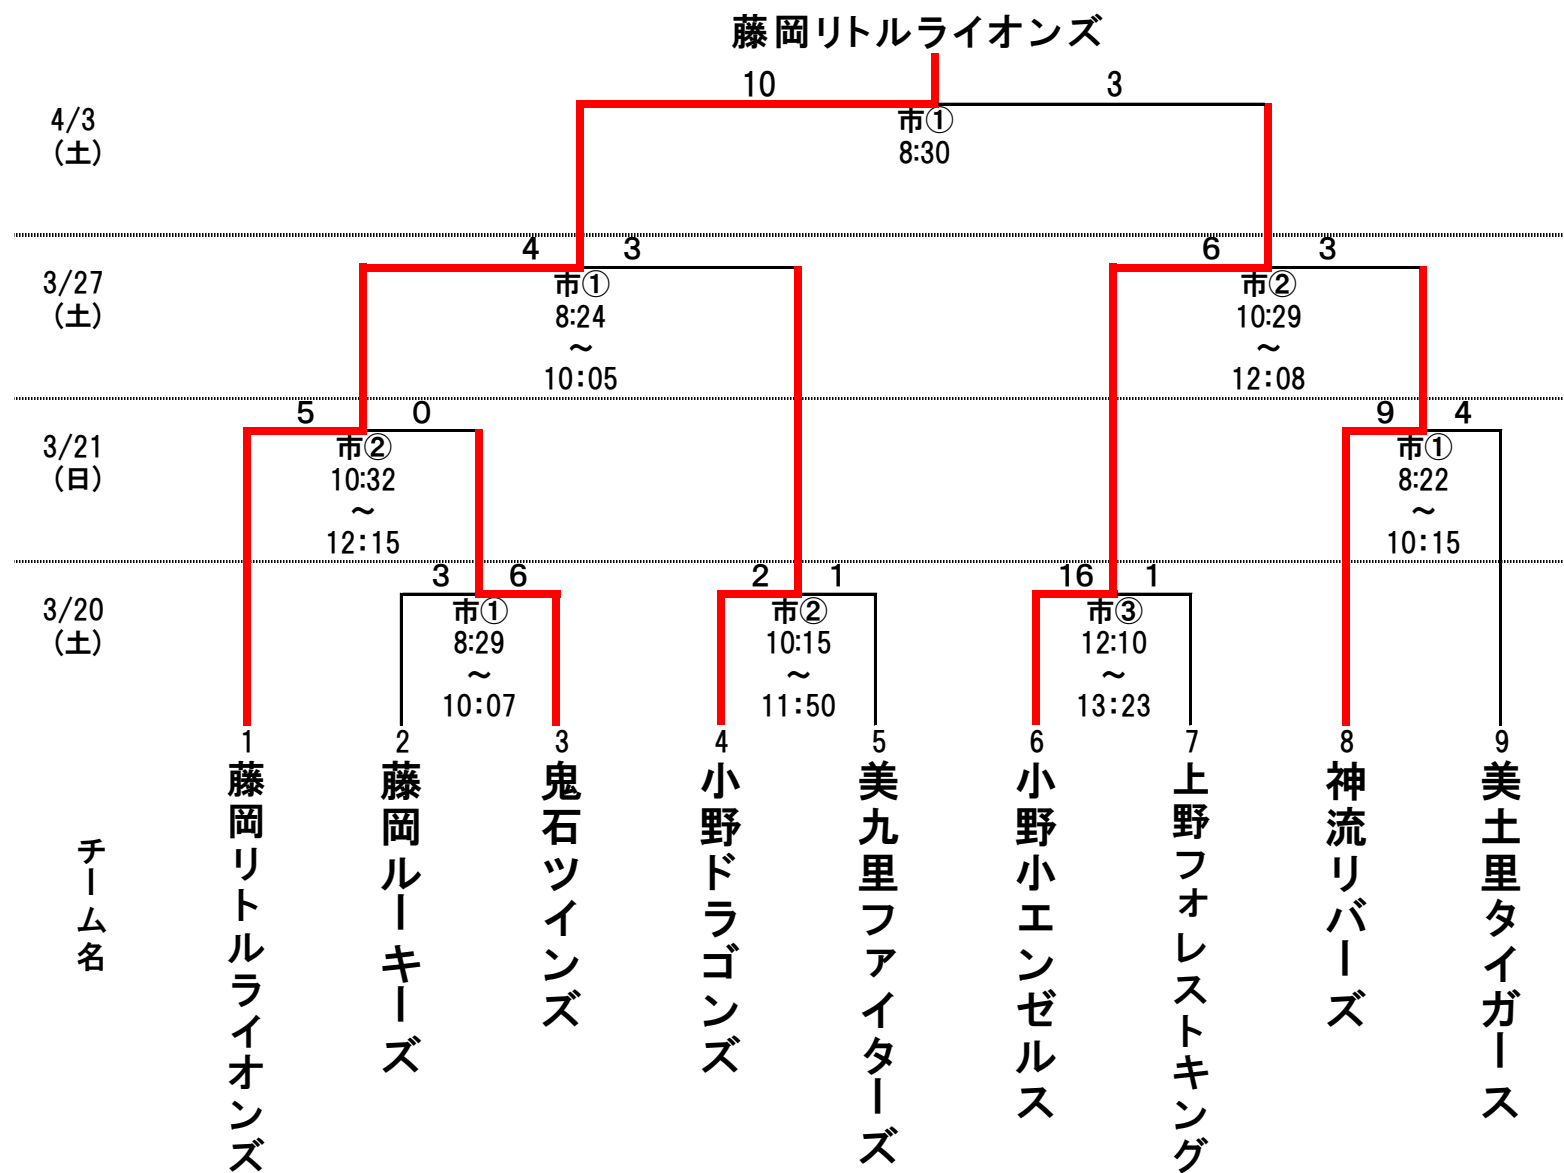 藤岡リトルライオンズ
10 3
4/3
(土)
市①
8:30
4 3 6 3
3/27
(土)
市①
8:24
～
10:05
市②
10:29
～
12:08
5 0 9 4
3/21
(日)
市②
10:32
～
12:15
市①
8:22
～
10:15
3 6 2 1 16 1
3/20
(土)
市①
8:29
～
10:07
市②
10:15
～
11:50
市③
12:10
～
13:23
1 2 3 4 5 6 7 8 9
チーム名
藤岡リトルライオンズ
藤岡ルーキーズ
鬼石ツインズ
小野ドラゴンズ
美九里ファイターズ
小野小エンゼルス
上野フォレストキング
神流リバーズ
美土里タイガース